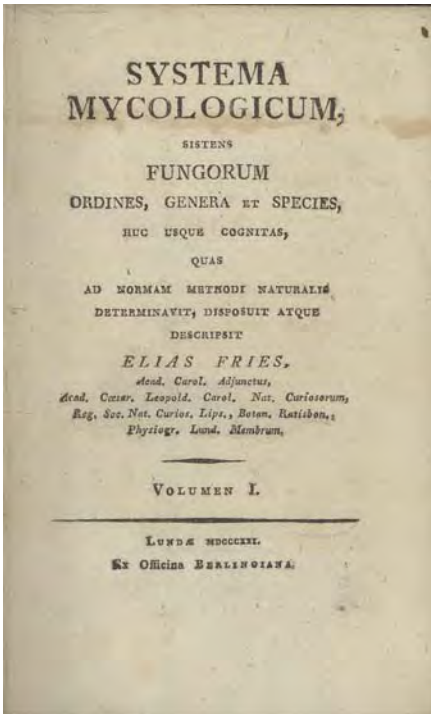 SYSTEMA
MYCOLOGICUM,
SISTENS
FUNGORUM
ORDINES, GENERA ET SPECIES,
HUC USQUE COGNITAS,
QUAS
AD NORMAM METHODI NATURALIS
DETERMINAVIT, DISPOSUIT ATQUE
DESCRIPSIT
ELIAS FRIES,
Acad. Carol. Adjunctus,
Acad. Cæsar. Leopold. Carol. Nat. Curiosorum,
Reg. Soc. Nat. Curios. Lips., Botan. Ratisbon.,
Physiogr. Lund. Membrum.
VOLUMEN I.
LUNDÆ MDCCCXXI.
Ex Officina BERLINGIANA.